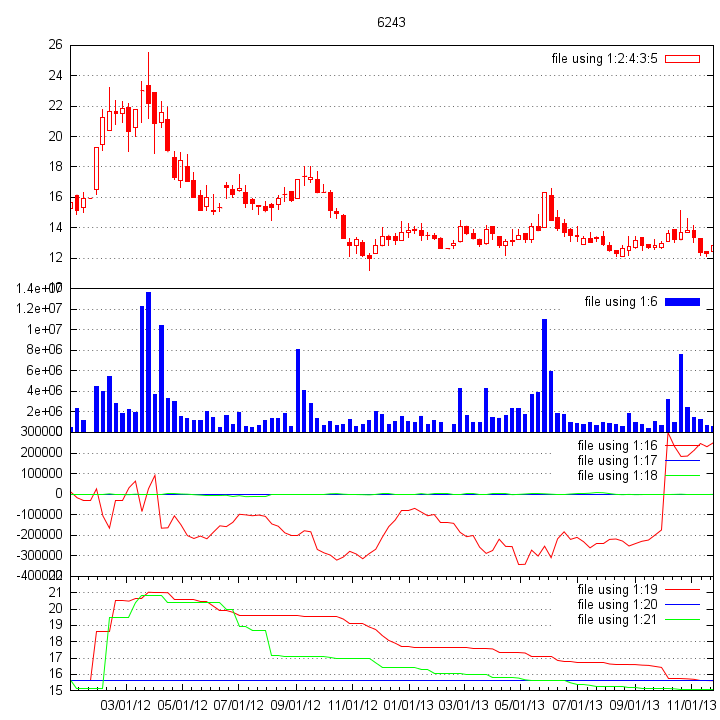 6243
26
file using 1:2:4:3:5
24
22
20
18
16
14
12
10
1.4e+07
file using 1:6
1.2e+07
1e+07
8e+06
6e+06
4e+06
2e+06
0
300000
file using 1:16
200000
file using 1:17
100000
file using 1:18
0
-100000
-200000
-300000
-400000
22
21
file using 1:19
20
file using 1:20
19
file using 1:21
18
17
16
15
03/01/12 05/01/12 07/01/12 09/01/12 11/01/12 01/01/13 03/01/13 05/01/13 07/01/13 09/01/13 11/01/13